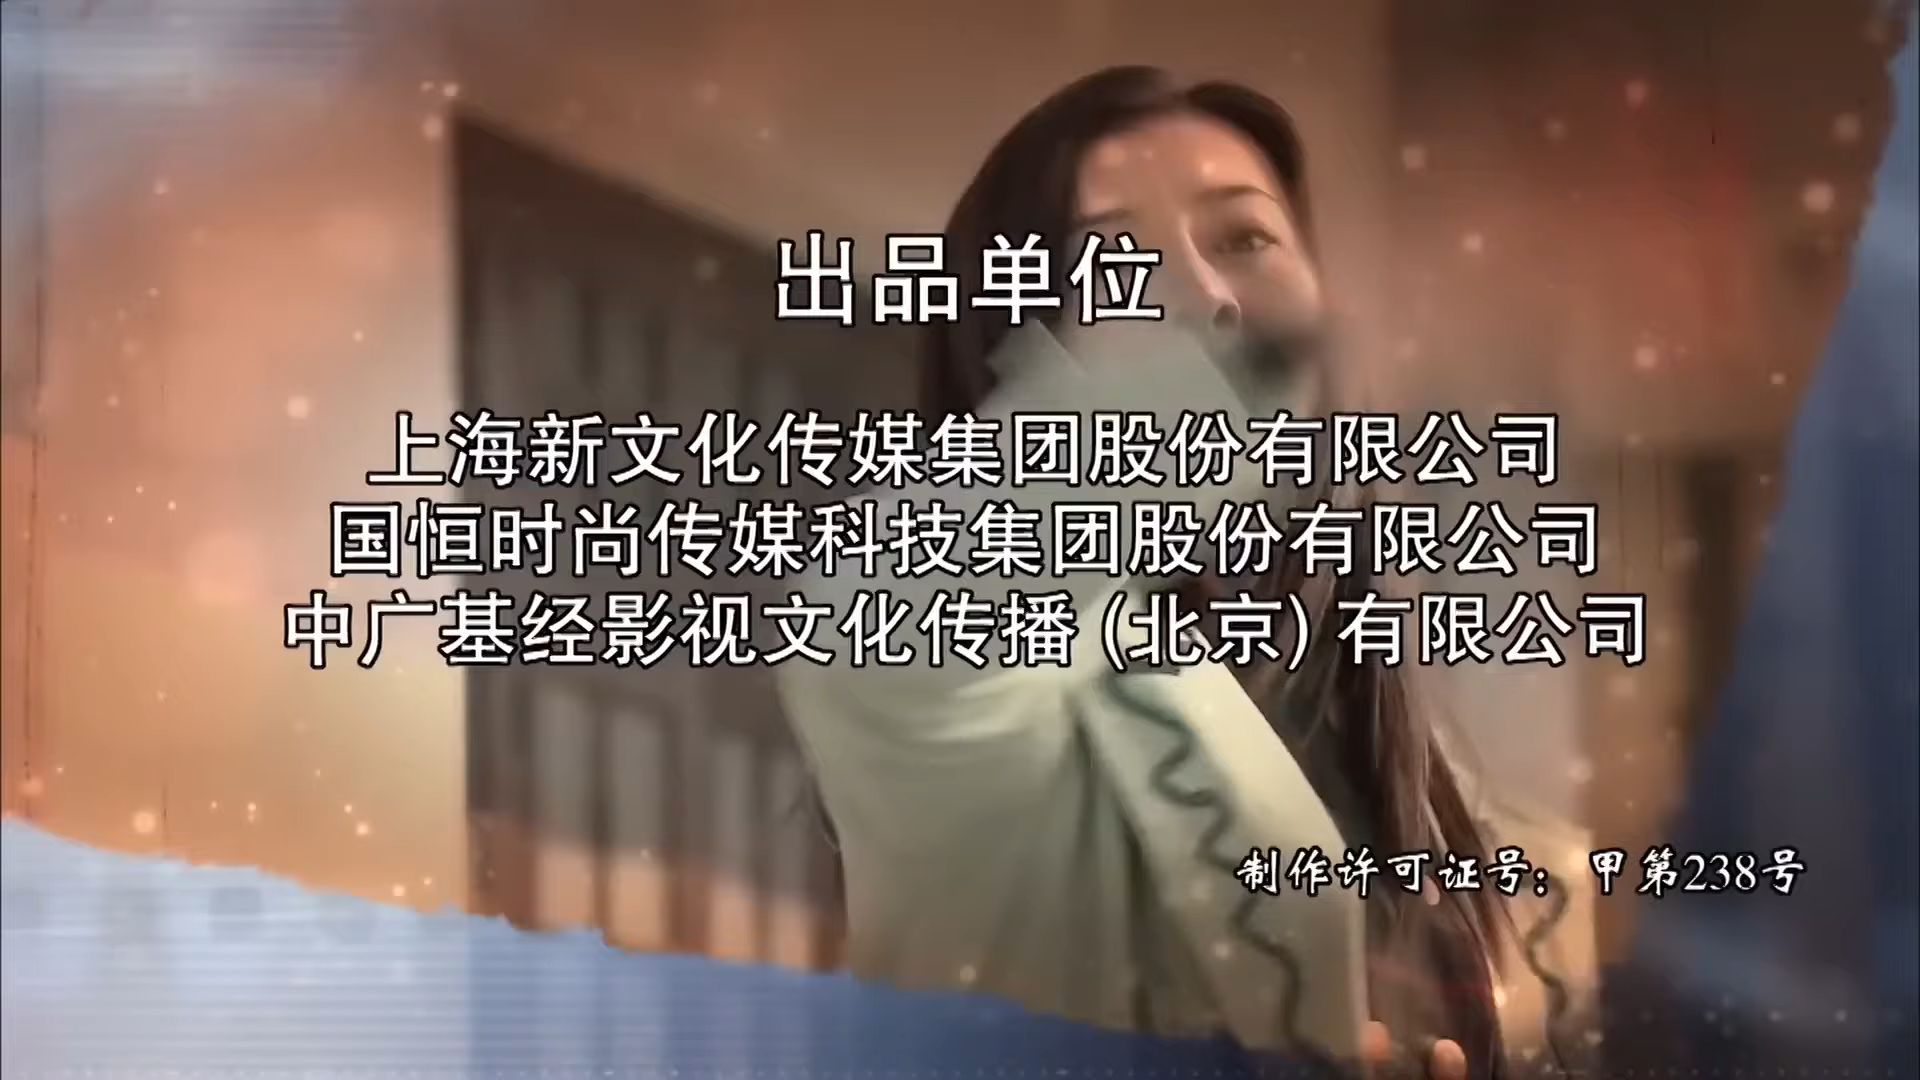 出品单位
上海新文化传媒集团股份有限公司
国恒时尚传媒科技集团股份有限公司
中广基经影视文化传播 (北京) 有限公司
制作许可证号：甲第238号